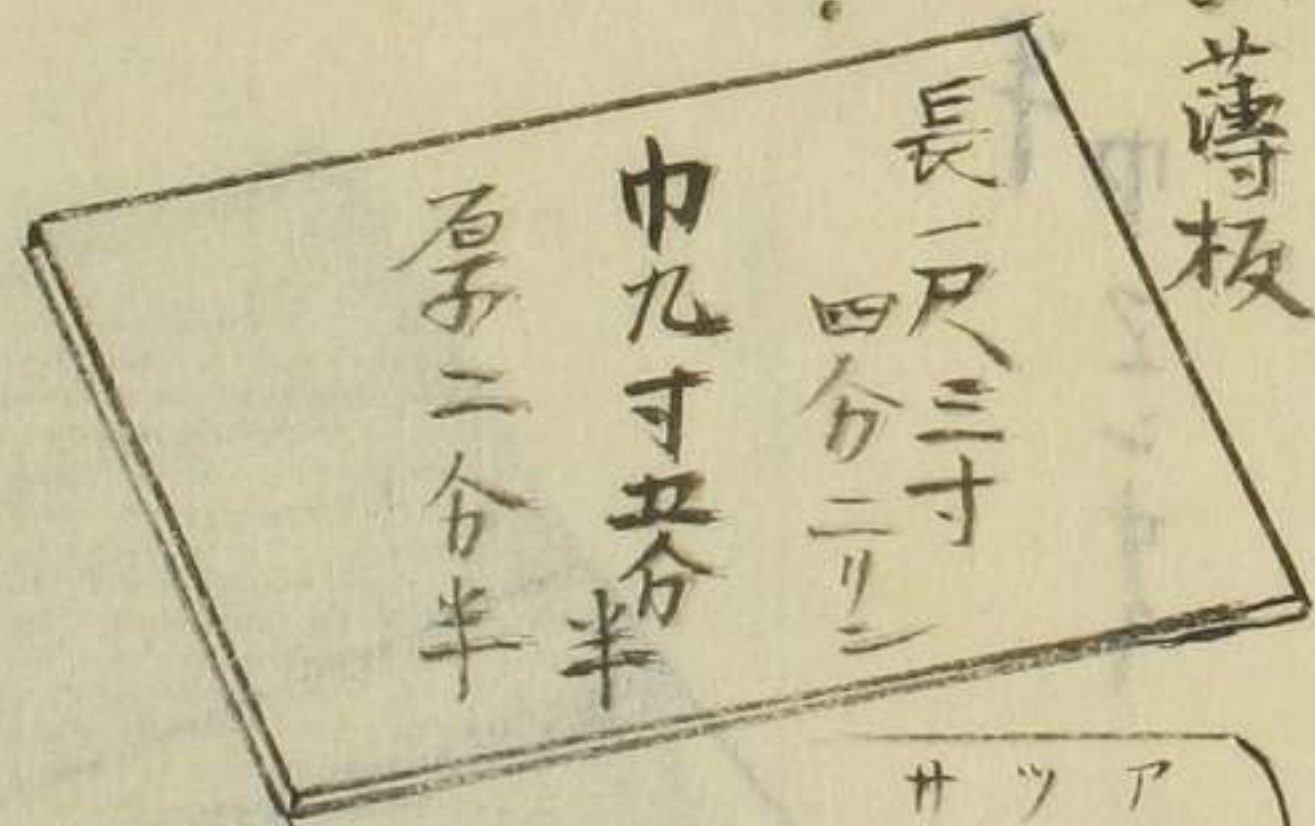 薄板
長一尺三寸
四分二リン
巾九寸五分
半
厚二分半
アツサ